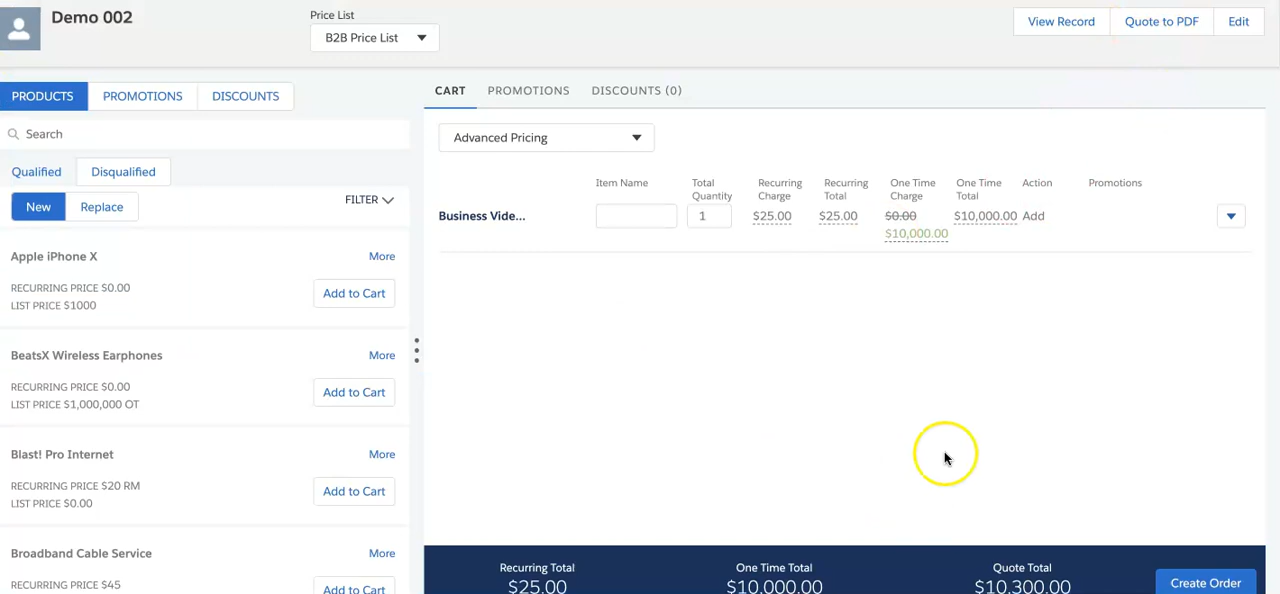 Demo 002
Price List
B2B Price List
View Record
Quote to PDF
Edit
PRODUCTS
PROMOTIONS
DISCOUNTS
Search
Qualified
Disqualified
New
Replace
FILTER
Apple iPhone X
More
RECURRING PRICE $0.00
LIST PRICE $1000
Add to Cart
BeatsX Wireless Earphones
More
RECURRING PRICE $0.00
LIST PRICE $1,000,000 OT
Add to Cart
Blast! Pro Internet
More
RECURRING PRICE $20 RM
LIST PRICE $0.00
Add to Cart
Broadband Cable Service
More
RECURRING PRICE $45
Add to Cart
CART
PROMOTIONS
DISCOUNTS (0)
Advanced Pricing
Item Name
Total Quantity
Recurring Charge
Recurring Total
One Time Charge
One Time Total
Action
Promotions
Business Vide...
1
$25.00
$25.00
$0.00
$10,000.00
$10,000.00
Add
Recurring Total
$25.00
One Time Total
$10,000.00
Quote Total
$10,300.00
Create Order